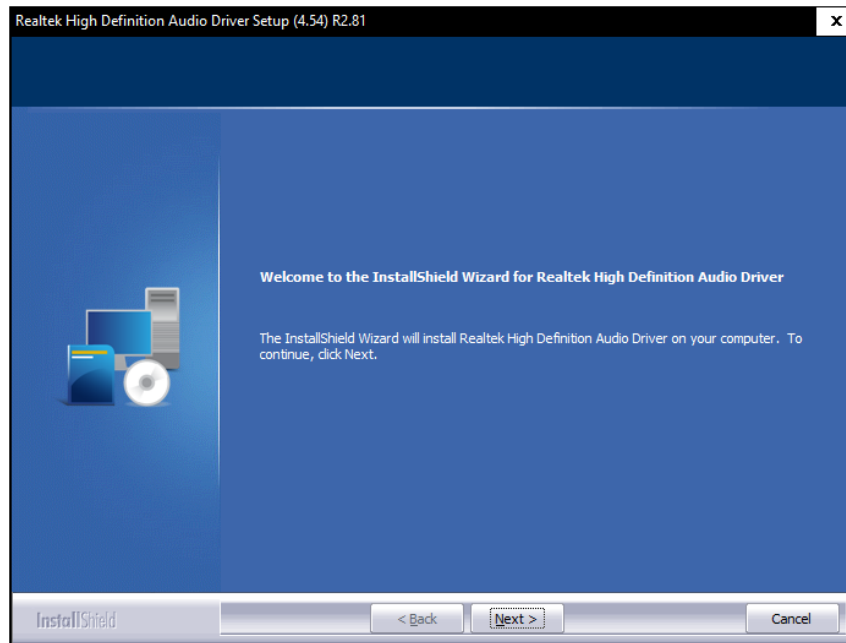 Realtek High Definition Audio Driver Setup (4.54) R2.81
x
Welcome to the InstallShield Wizard for Realtek High Definition Audio Driver
The InstallShield Wizard will install Realtek High Definition Audio Driver on your computer. To
continue, click Next.
InstallShield
< Back
Next >
Cancel